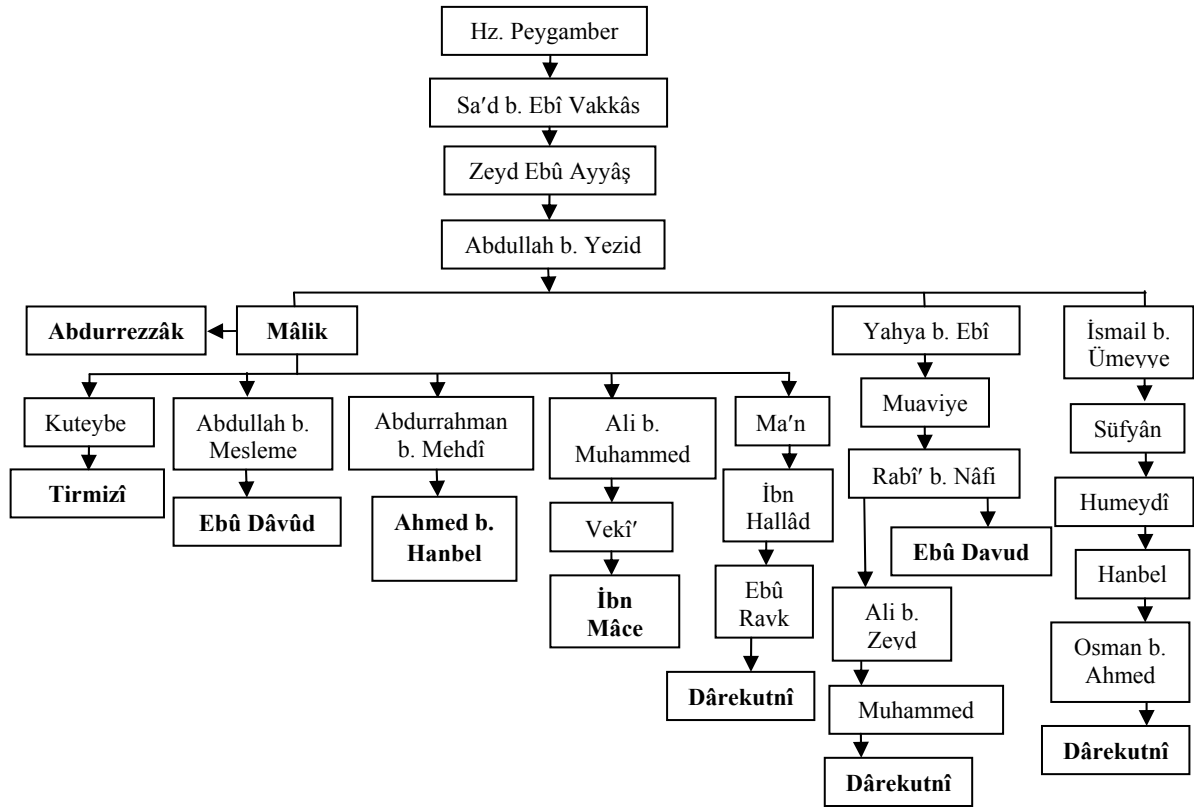 Hz. Peygamber
Sa′d b. Ebî Vakkâs
Zeyd Ebû Ayyâş
Abdullah b. Yezid
Abdurrezzâk
Mâlik
Yahya b. Ebî
İsmail b.
Ümeyye
Kuteybe
Abdullah b.
Mesleme
Abdurrahman
b. Mehdî
Ali b.
Muhammed
Ma′n
Muaviye
Süfyân
Tirmizî
Ebû Dâvûd
Ahmed b.
Hanbel
Vekî′
İbn
Hallâd
Rabî′ b. Nâfi
Humeydî
İbn
Mâce
Ebû
Ravk
Ali b.
Zeyd
Ebû Davud
Hanbel
Dârekutnî
Muhammed
Osman b.
Ahmed
Dârekutnî
Dârekutnî